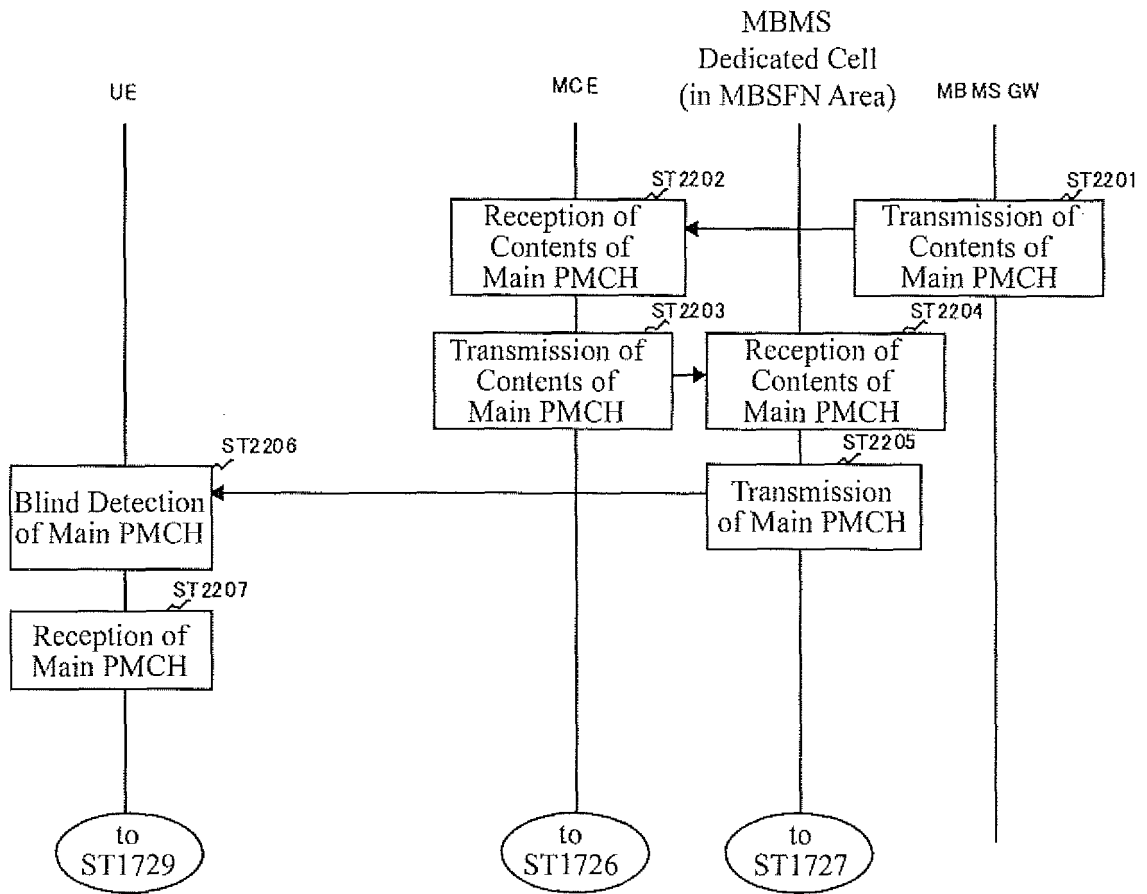 MBMS
Dedicated Cell
(in MBSFN Area)
UE
MCE
MBMS GW
ST2202
ST2201
Reception of
Contents of
Main PMCH
Transmission of
Contents of
Main PMCH
ST2203
ST2204
Transmission of
Contents of
Main PMCH
Reception of
Contents of
Main PMCH
ST2206
ST2205
Blind Detection
of Main PMCH
Transmission
of Main PMCH
ST2207
Reception of
Main PMCH
to
ST1729
to
ST1726
to
ST1727